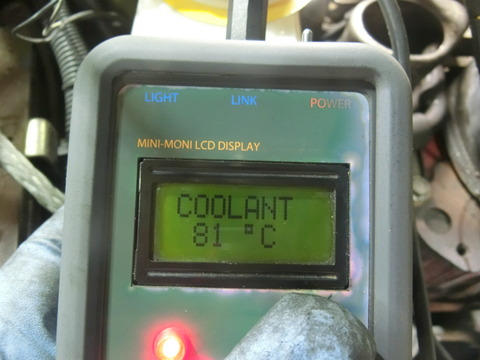 LIGHT LINK POWER
MINI-MONI LCD DISPLAY
COOLANT
81 °C